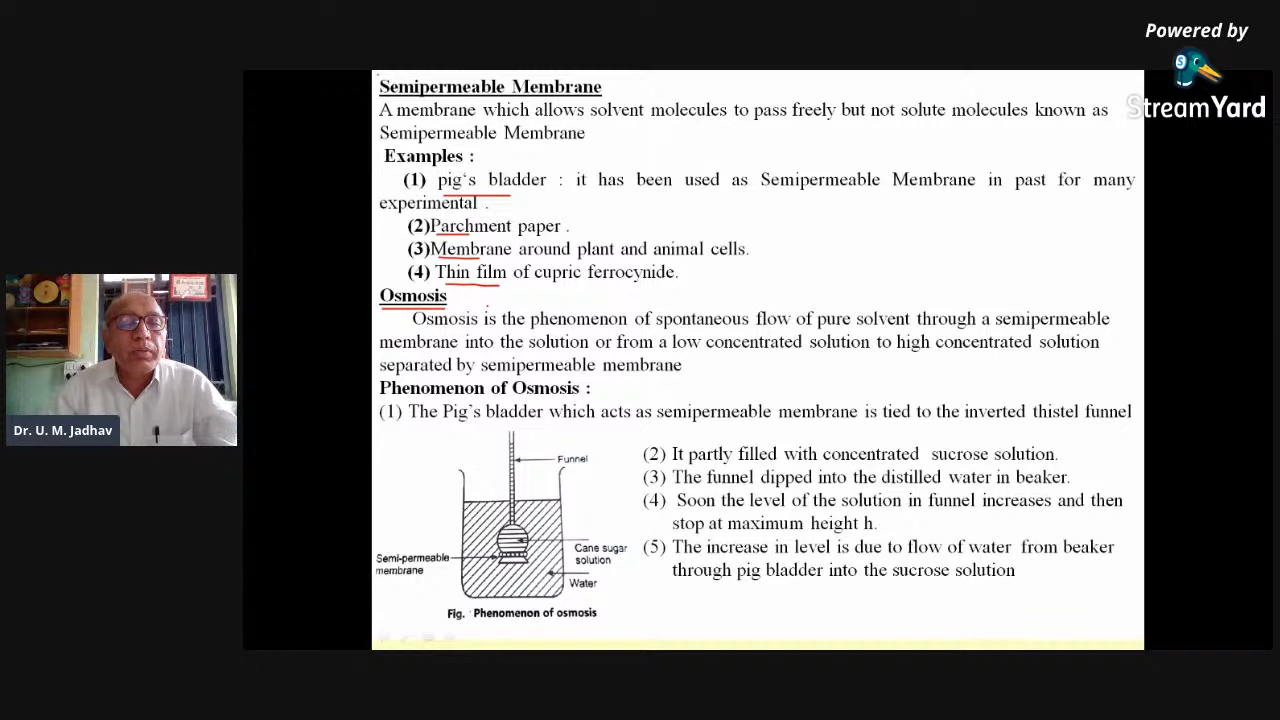 Powered by
StreamYard
Semipermeable Membrane
A membrane which allows solvent molecules to pass freely but not solute molecules known as
Semipermeable Membrane
Examples :
(1) pig's bladder : it has been used as Semipermeable Membrane in past for many
experimental .
(2)Parchment paper .
(3)Membrane around plant and animal cells.
(4) Thin film of cupric ferrocynide.
Osmosis
Osmosis is the phenomenon of spontaneous flow of pure solvent through a semipermeable
membrane into the solution or from a low concentrated solution to high concentrated solution
separated by semipermeable membrane
Phenomenon of Osmosis :
(1) The Pig's bladder which acts as semipermeable membrane is tied to the inverted thistel funnel
Funnel
Semi-permeable
membrane
Cane sugar
solution
Water
Fig. Phenomenon of osmosis
(2) It partly filled with concentrated sucrose solution.
(3) The funnel dipped into the distilled water in beaker.
(4) Soon the level of the solution in funnel increases and then
stop at maximum height h.
(5) The increase in level is due to flow of water from beaker
through pig bladder into the sucrose solution
Dr. U. M. Jadhav